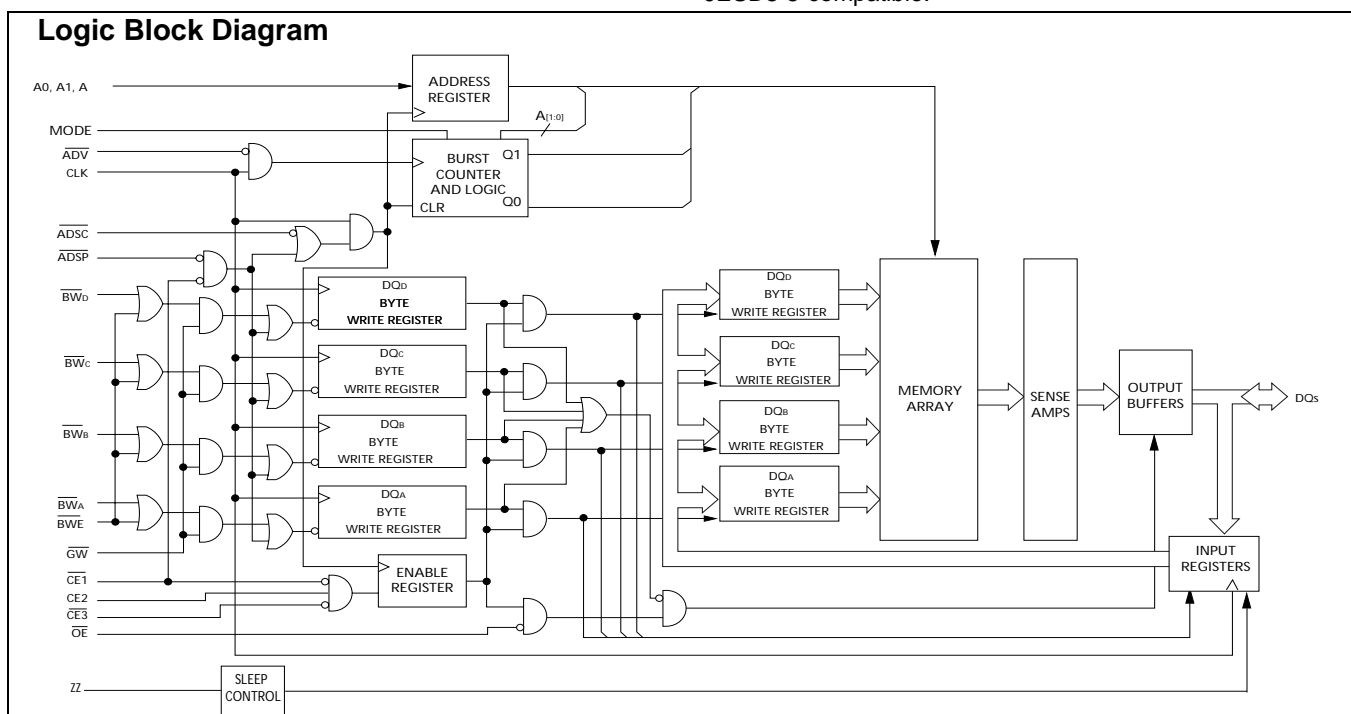 Logic Block Diagram
A0, A1, A
ADDRESS
REGISTER
MODE
A[1:0]
ADV
CLK
BURST
COUNTER
AND LOGIC
CLR
Q1
Q0
ADSC
ADSP
BWD
DQD
BYTE
WRITE REGISTER
DQD
BYTE
WRITE REGISTER
BWC
DQC
BYTE
WRITE REGISTER
DQC
BYTE
WRITE REGISTER
BWB
DQB
BYTE
WRITE REGISTER
DQB
BYTE
WRITE REGISTER
BWA
BWE
DQA
BYTE
WRITE REGISTER
DQA
BYTE
WRITE REGISTER
MEMORY
ARRAY
SENSE
AMPS
OUTPUT
BUFFERS
DQs
GW
CE1
CE2
CE3
OE
ENABLE
REGISTER
INPUT
REGISTERS
ZZ
SLEEP
CONTROL